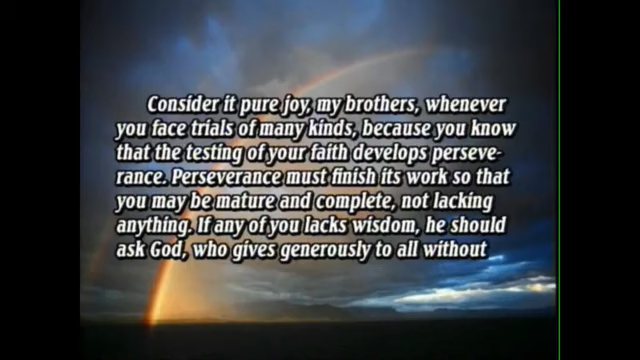 Consider it pure joy, my brothers, whenever
you face trials of many kinds, because you know
that the testing of your faith develops perseve-
rance. Perseverance must finish its work so that
you may be mature and complete, not lacking
anything. If any of you lacks wisdom, he should
ask God, who gives generously to all without